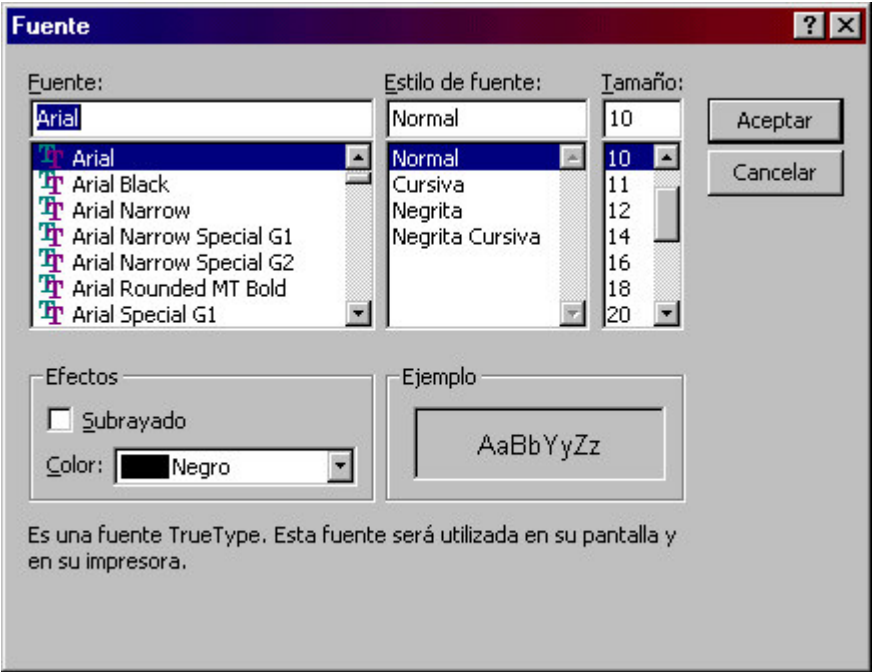 Fuente
Fuente:
Arial
Arial
Arial Black
Arial Narrow
Arial Narrow Special G1
Arial Narrow Special G2
Arial Rounded MT Bold
Arial Special G1
Estilo de fuente:
Normal
Normal
Cursiva
Negrita
Negrita Cursiva
Tamaño:
10
10
11
12
14
16
18
20
Aceptar
Cancelar
Efectos
Subrayado
Color: Negro
Ejemplo
AaBbYyZz
Es una fuente TrueType. Esta fuente será utilizada en su pantalla y
en su impresora.